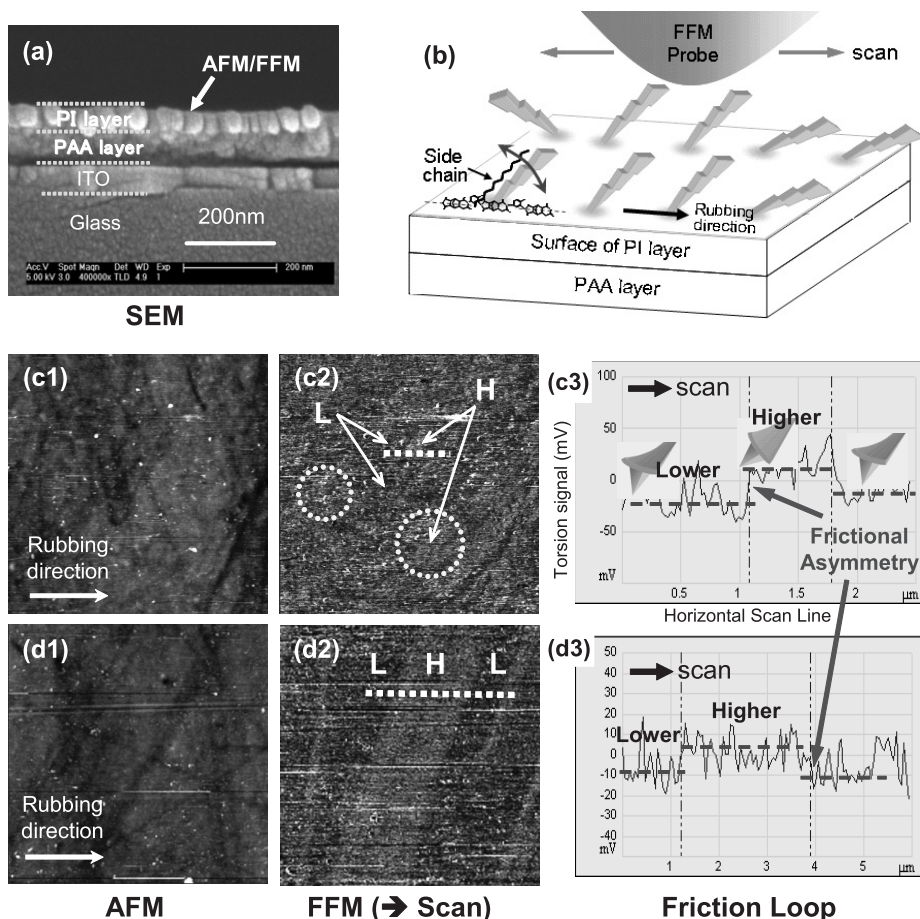 (a)
AFM/FFM
PI layer
PAA layer
ITO
Glass
200nm
Acc.V Spot Magn Det WD Exp
5.00 kV 3.0 400000x TLD 4.9 1
200 nm
SEM
(b)
FFM
Probe
scan
Side
chain
Rubbing
direction
Surface of PI layer
PAA layer
(c1)
Rubbing
direction
(c2)
L
H
(c3)
scan
Higher
Lower
Frictional
Asymmetry
Torsion signal (mV)
100
50
0
-50
-100
mV
0.5
1
1.5
2
µm
Horizontal Scan Line
(d1)
Rubbing
direction
(d2)
L H L
(d3)
scan
Higher
Lower
50
40
30
20
10
0
-10
-20
-30
-40
mV
1
2
3
4
5
µm
AFM
FFM (➔ Scan)
Friction Loop